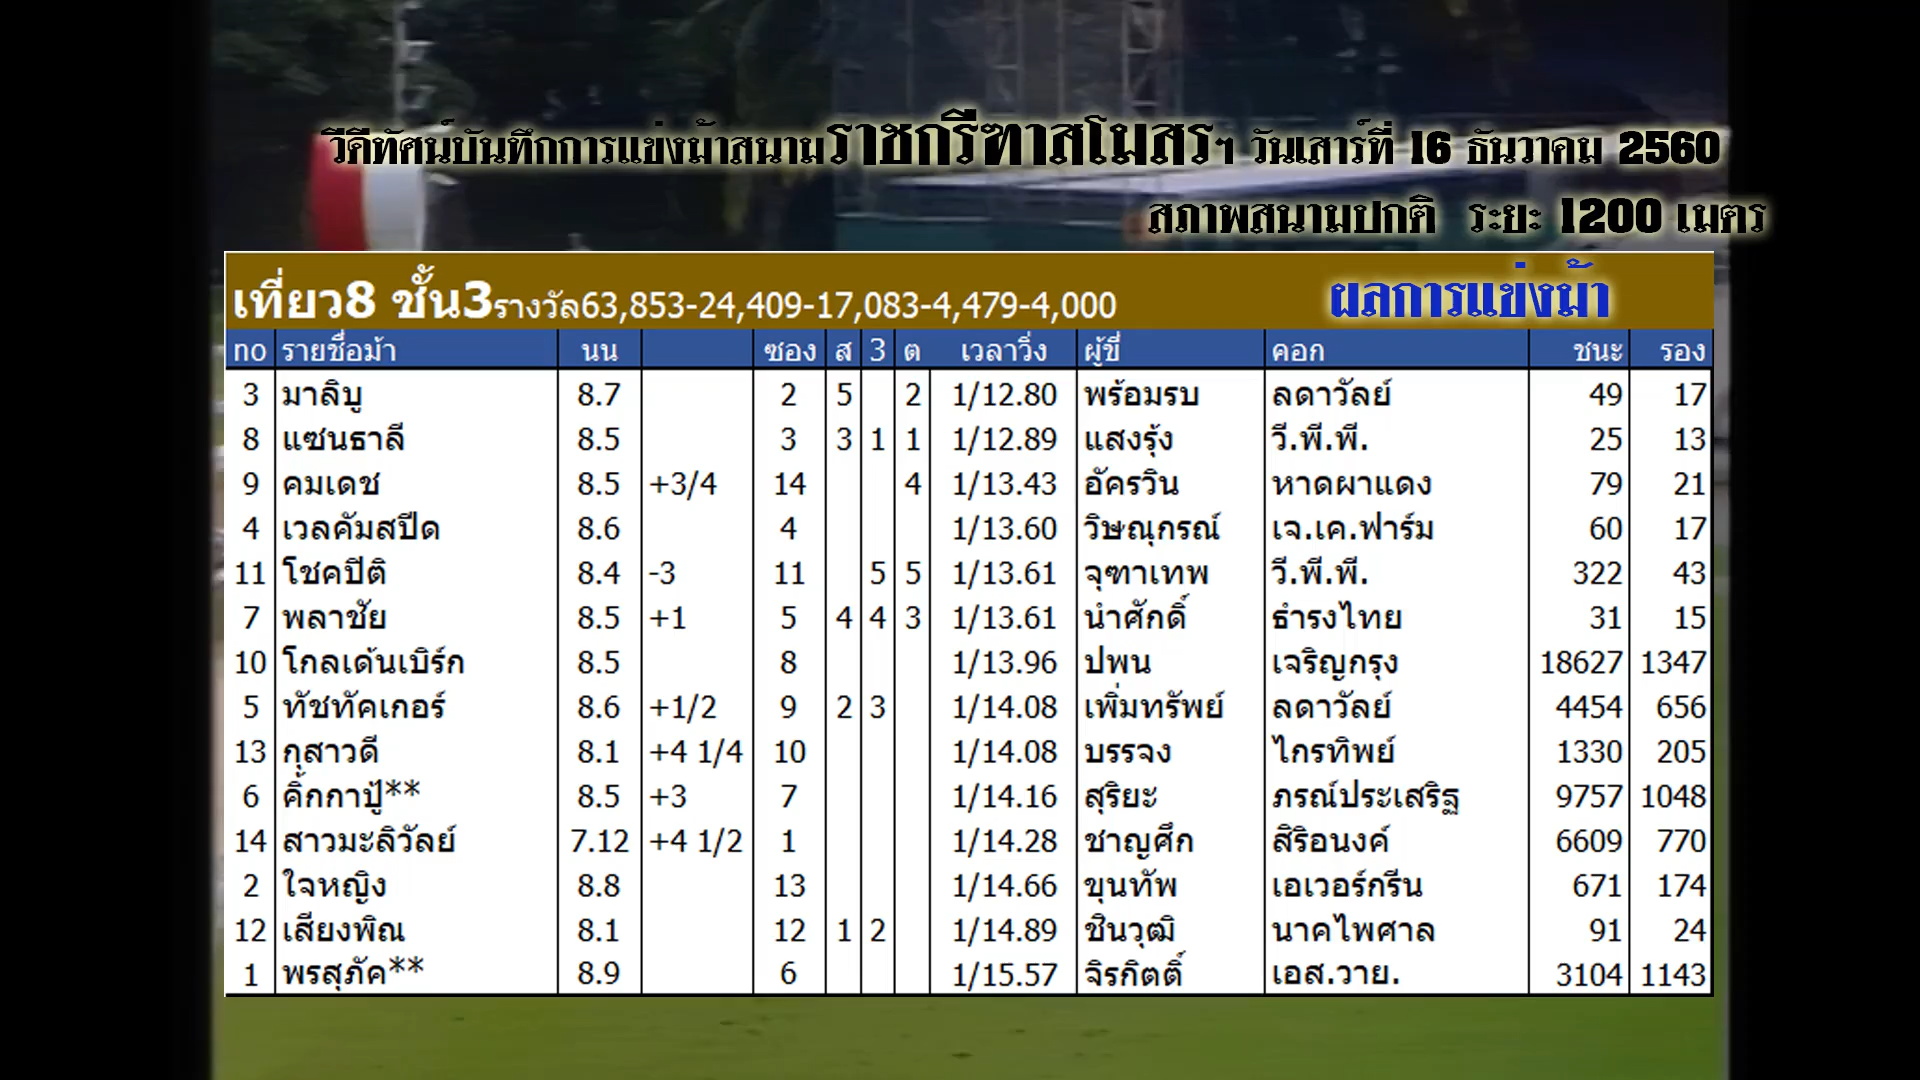 วีดีทัศน์บันทึกการแข่งม้าสนามราชกรีฑาสโมสรฯ วันเสาร์ที่ 16 ธันวาคม 2560
สภาพสนามปกติ ระยะ 1200 เมตร
เที่ยว8 ชั้น3รางวัล63,853-24,409-17,083-4,479-4,000 ผลการแข่งม้า
no รายชื่อม้า นน ซอง ส 3 ต เวลาวิ่ง ผู้ขี่ คอก ชนะ รอง
3 มาลิบู 8.7 2 5 2 1/12.80 พร้อมรบ ลดาวัลย์ 49 17
8 แซนธาลี 8.5 3 3 1 1 1/12.89 แสงรุ้ง วี.พี.พี. 25 13
9 คมเดช 8.5 +3/4 14 4 1/13.43 อัครวิน หาดผาแดง 79 21
4 เวลคัมสปีด 8.6 4 1/13.60 วิษณุกรณ์ เจ.เค.ฟาร์ม 60 17
11 โชคปิติ 8.4 -3 11 5 5 1/13.61 จุฑาเทพ วี.พี.พี. 322 43
7 พลาชัย 8.5 +1 5 4 4 3 1/13.61 นำศักดิ์ ธำรงไทย 31 15
10 โกลเด้นเบิร์ก 8.5 8 1/13.96 ปพน เจริญกรุง 18627 1347
5 ทัชทัคเกอร์ 8.6 +1/2 9 2 3 1/14.08 เพิ่มทรัพย์ ลดาวัลย์ 4454 656
13 กุสาวดี 8.1 +4 1/4 10 1/14.08 บรรจง ไกรทิพย์ 1330 205
6 คิ้กกาปู้** 8.5 +3 7 1/14.16 สุริยะ ภรณ์ประเสริฐ 9757 1048
14 สาวมะลิวัลย์ 7.12 +4 1/2 1 1/14.28 ชาญศึก สิริอนงค์ 6609 770
2 ใจหญิง 8.8 13 1/14.66 ขุนทัพ เอเวอร์กรีน 671 174
12 เสียงพิณ 8.1 12 1 2 1/14.89 ชินวุฒิ นาคไพศาล 91 24
1 พรสุภัค** 8.9 6 1/15.57 จิรกิตติ์ เอส.วาย. 3104 1143